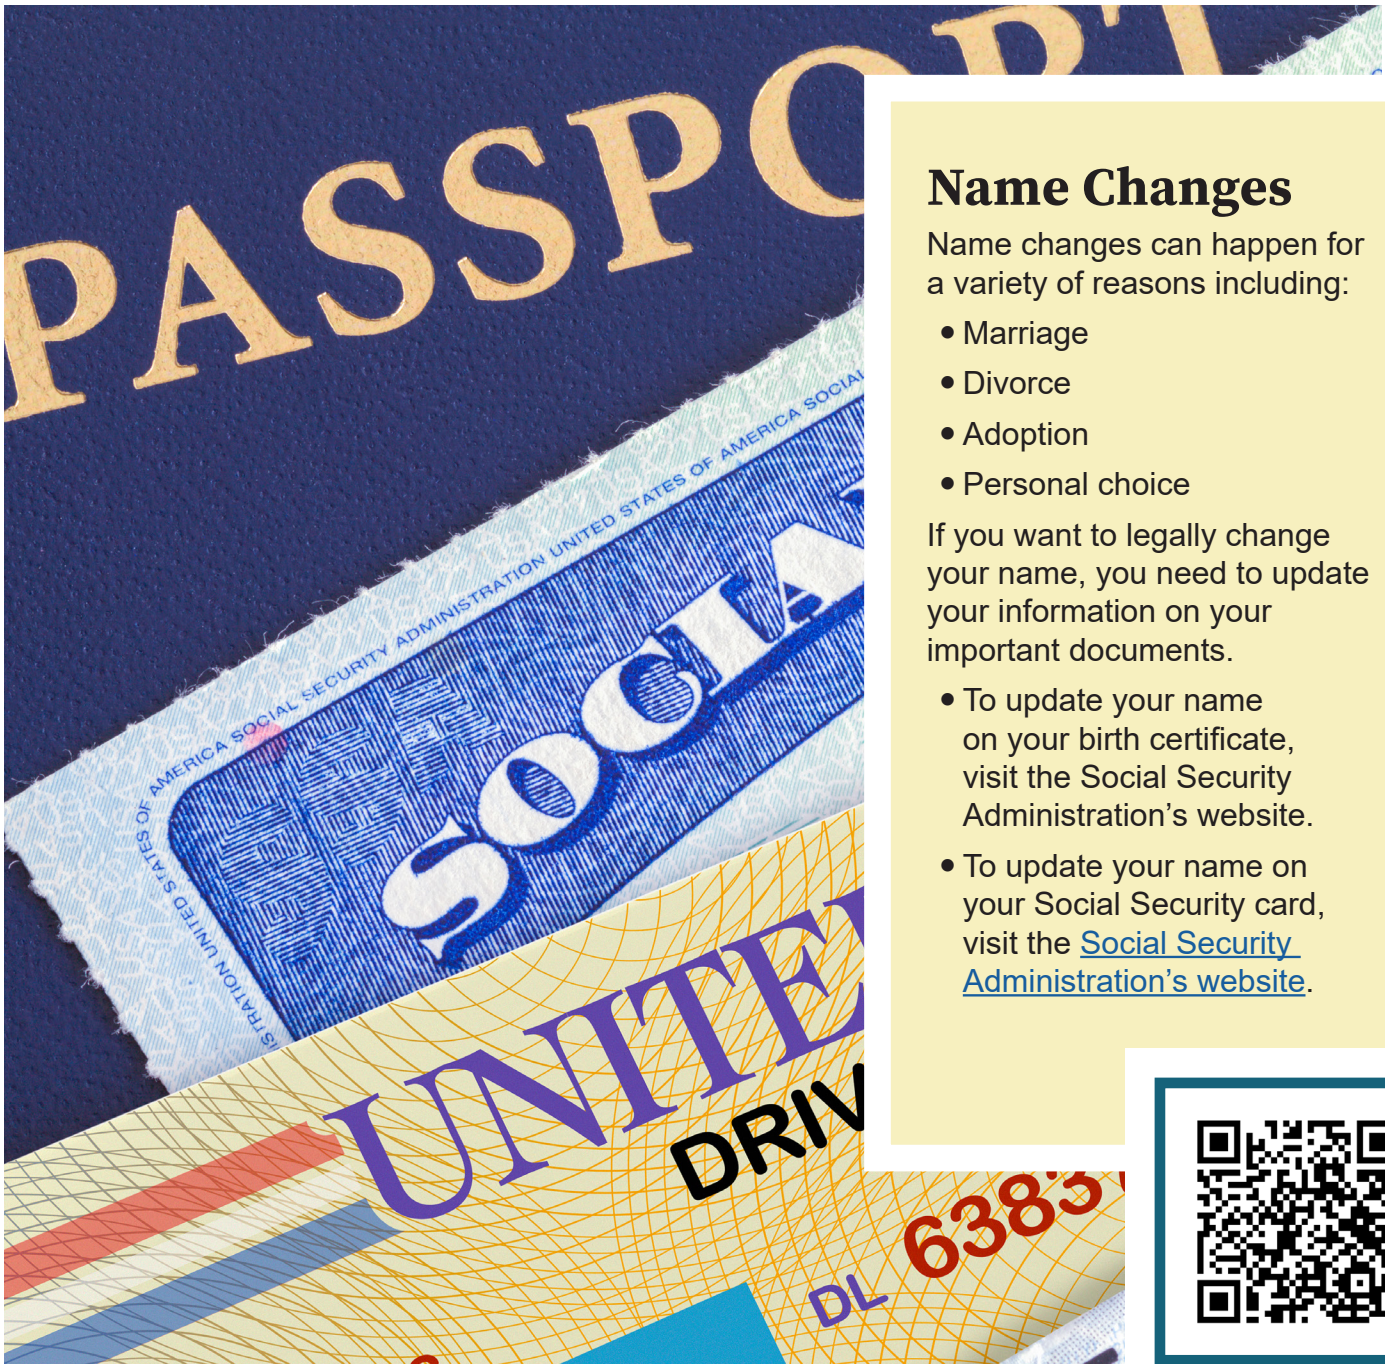 PASSPORT
UNITED STATES OF AMERICA SOCIAL SECURITY ADMINISTRATION UNITED STATES OF AMERICA SOCIAL
SOCIAL
UNITE
DRIV
DL 6383
Name Changes
Name changes can happen for
a variety of reasons including:
• Marriage
• Divorce
• Adoption
• Personal choice
If you want to legally change
your name, you need to update
your information on your
important documents.
• To update your name
on your birth certificate,
visit the Social Security
Administration’s website.
• To update your name on
your Social Security card,
visit the Social Security
Administration’s website.